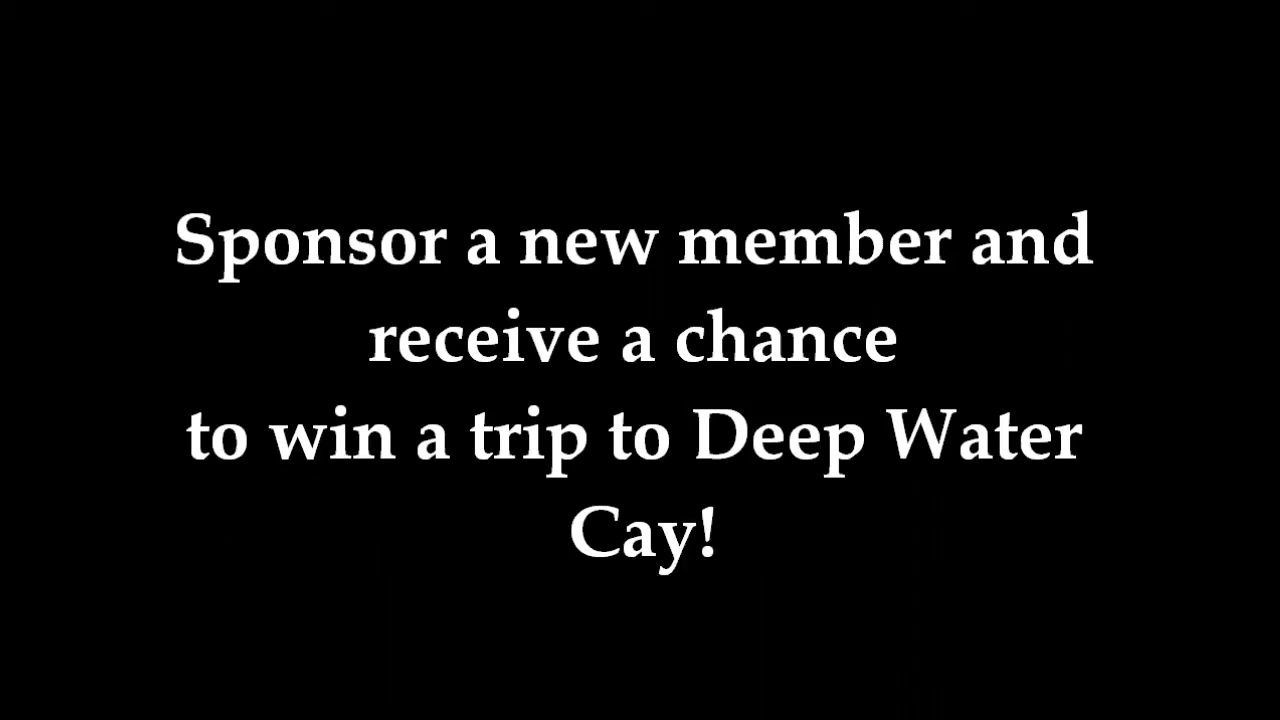 Sponsor a new member and
receive a chance
to win a trip to Deep Water
Cay!